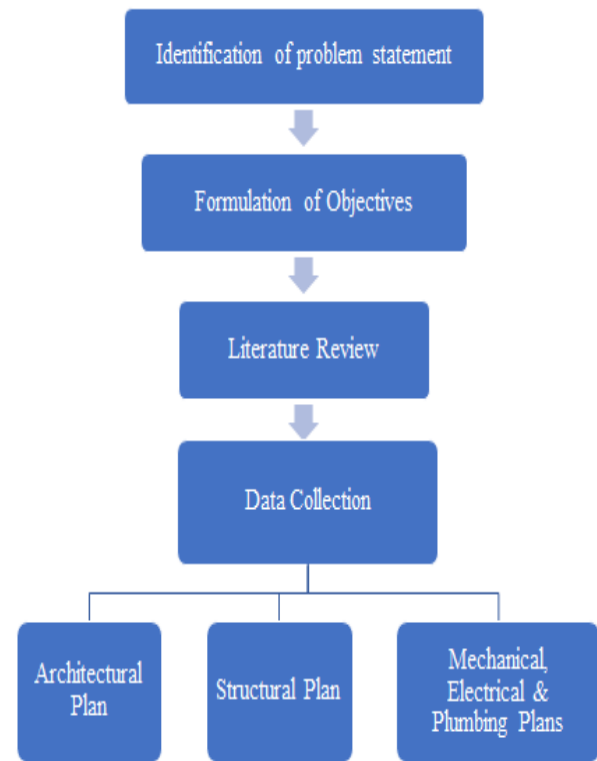 Identification of problem statement
Formulation of Objectives
Literature Review
Data Collection
Architectural
Plan
Structural Plan
Mechanical,
Electrical &
Plumbing Plans